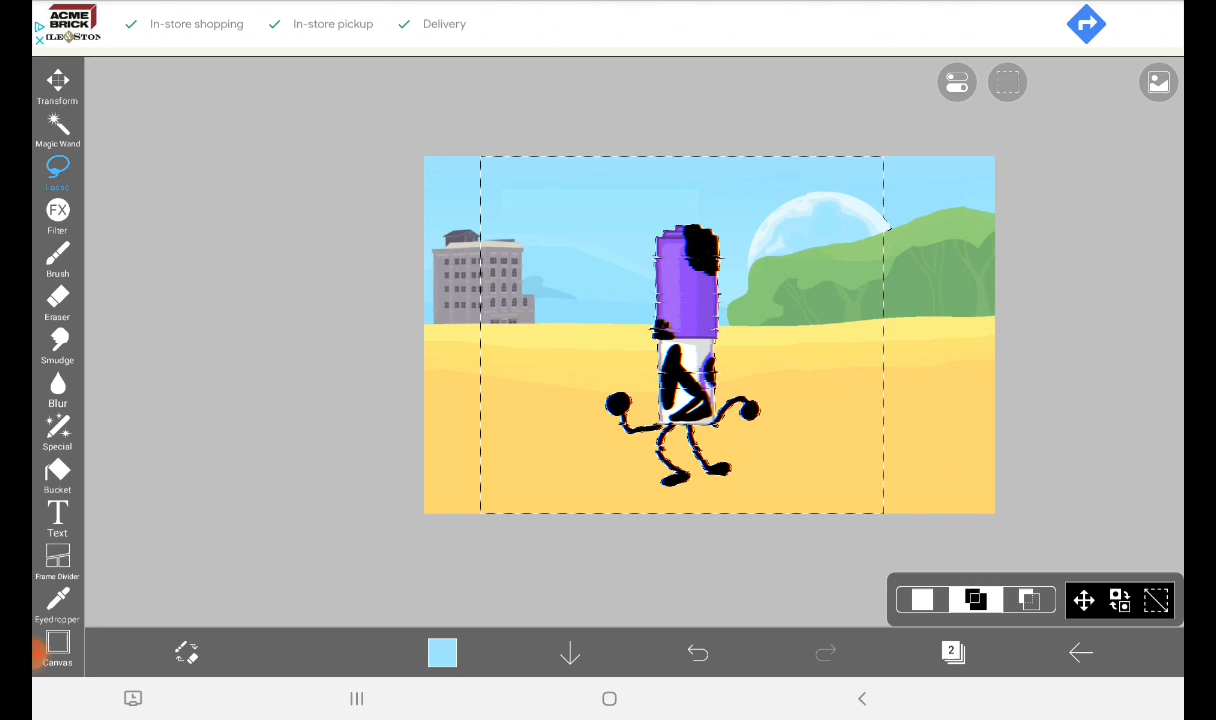 ACME
BRICK
In-store shopping
In-store pickup
Delivery
Transform
Magic Wand
Lasso
FX
Filter
Brush
Eraser
Smudge
Blur
Special
Bucket
T
Text
Frame Divider
Eyedropper
Canvas
2